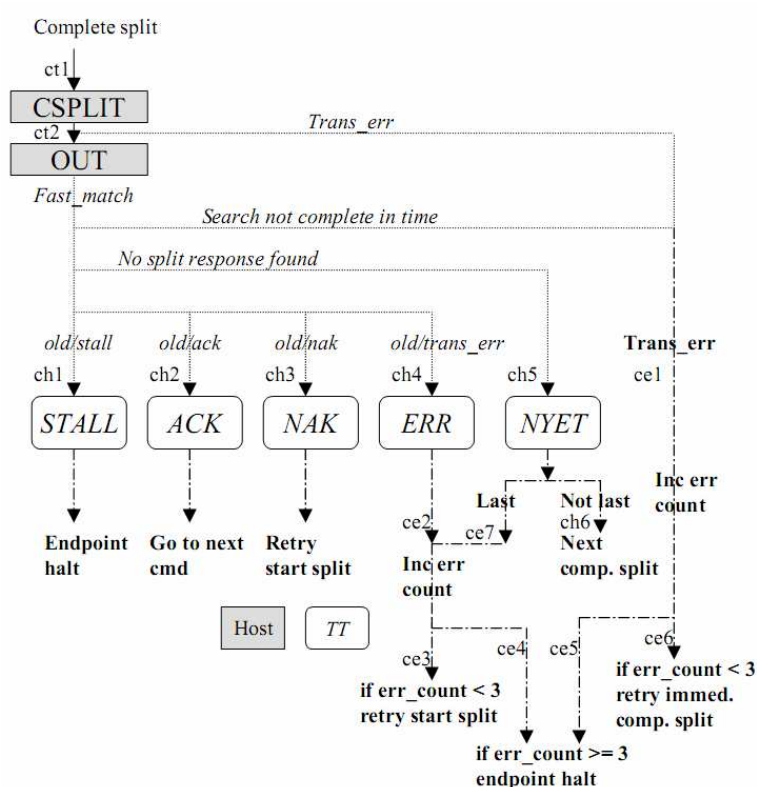 Complete split
ct1
CSPLIT
ct2
Trans_err
OUT
Fast_match
Search not complete in time
No split response found
old/stall
old/ack
old/nak
old/trans_err
Trans_err
ch1
ch2
ch3
ch4
ch5
ce1
STALL
ACK
NAK
ERR
NYET
Last
Not last
Inc err
count
ce2
ce7
ch6
Endpoint
halt
Go to next
cmd
Retry
start split
Inc err
count
Next
comp. split
Host
TT
ce3
ce4
ce5
ce6
if err_count < 3
retry start split
if err_count < 3
retry immed.
comp. split
if err_count >= 3
endpoint halt